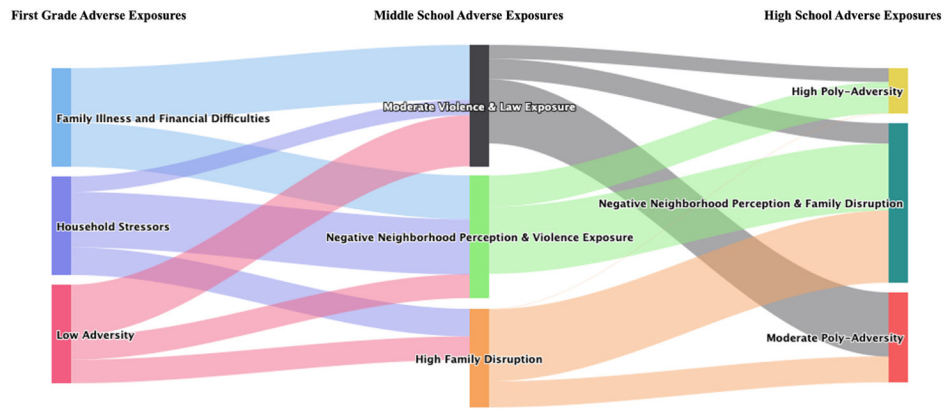 First Grade Adverse Exposures
Middle School Adverse Exposures
High School Adverse Exposures
Family Illness and Financial Difficulties
Household Stressors
Low Adversity
Moderate Violence & Law Exposure
Negative Neighborhood Perception & Violence Exposure
High Family Disruption
High Poly-Adversity
Negative Neighborhood Perception & Family Disruption
Moderate Poly-Adversity